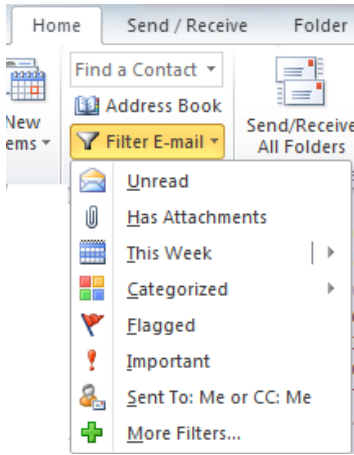 Home Send / Receive Folder
Find a Contact
Address Book
New
ems
Filter E-mail
Send/Receive
All Folders
Unread
Has Attachments
This Week
Categorized
Flagged
Important
Sent To: Me or CC: Me
More Filters...